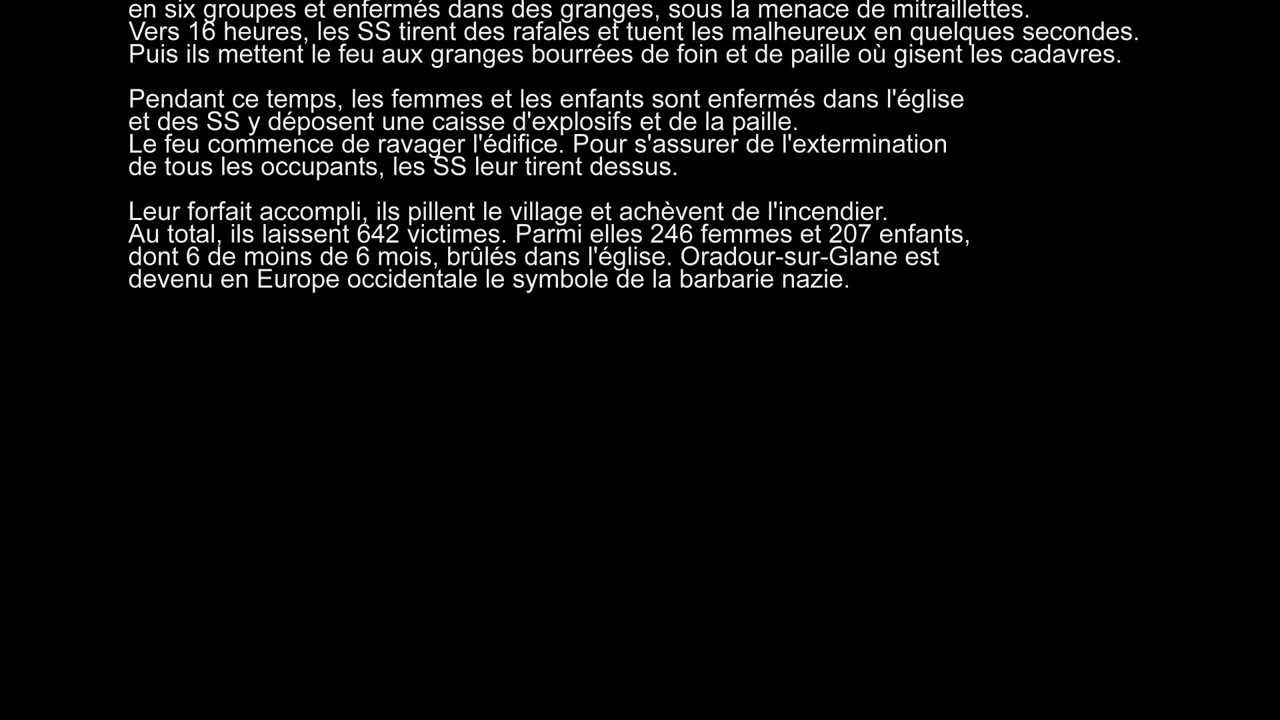 en six groupes et enfermés dans des granges, sous la menace de mitraillettes.
Vers 16 heures, les SS tirent des rafales et tuent les malheureux en quelques secondes.
Puis ils mettent le feu aux granges bourrées de foin et de paille où gisent les cadavres.
Pendant ce temps, les femmes et les enfants sont enfermés dans l'église
et des SS y déposent une caisse d'explosifs et de la paille.
Le feu commence de ravager l'édifice. Pour s'assurer de l'extermination
de tous les occupants, les SS leur tirent dessus.
Leur forfait accompli, ils pillent le village et achèvent de l'incendier.
Au total, ils laissent 642 victimes. Parmi elles 246 femmes et 207 enfants,
dont 6 de moins de 6 mois, brûlés dans l'église. Oradour-sur-Glane est
devenu en Europe occidentale le symbole de la barbarie nazie.